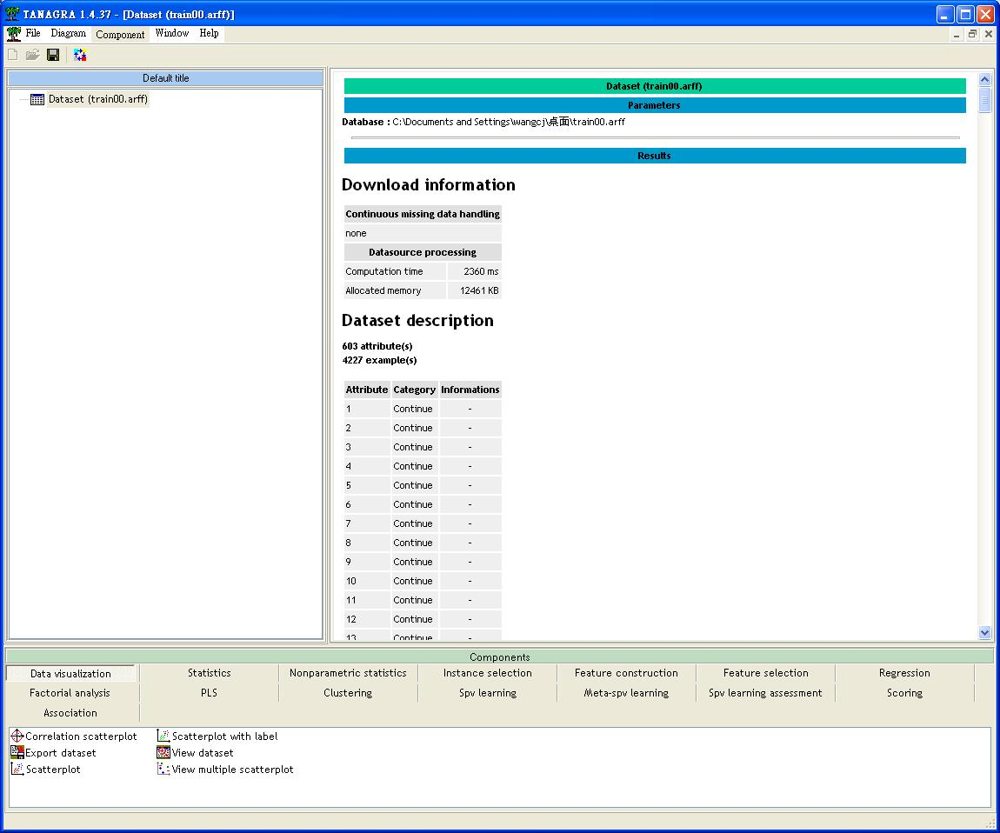 TANAGRA 1.4.37 - [Dataset (train00.arff)]
File Diagram Component Window Help
Default title
Dataset (train00.arff)
Dataset (train00.arff)
Parameters
Database : C:\Documents and Settings\wangcj\桌面\train00.arff
Results
Download information
Continuous missing data handling
none
Datasource processing
Computation time 2360 ms
Allocated memory 12461 KB
Dataset description
603 attribute(s)
4227 example(s)
Attribute Category Informations
1 Continue -
2 Continue -
3 Continue -
4 Continue -
5 Continue -
6 Continue -
7 Continue -
8 Continue -
9 Continue -
10 Continue -
11 Continue -
12 Continue -
13 Continue -
Components
Data visualization Statistics Nonparametric statistics Instance selection Feature construction Feature selection Regression
Factorial analysis PLS Clustering Spv learning Meta-spv learning Spv learning assessment Scoring
Association
Correlation scatterplot Scatterplot with label
Export dataset View dataset
Scatterplot View multiple scatterplot